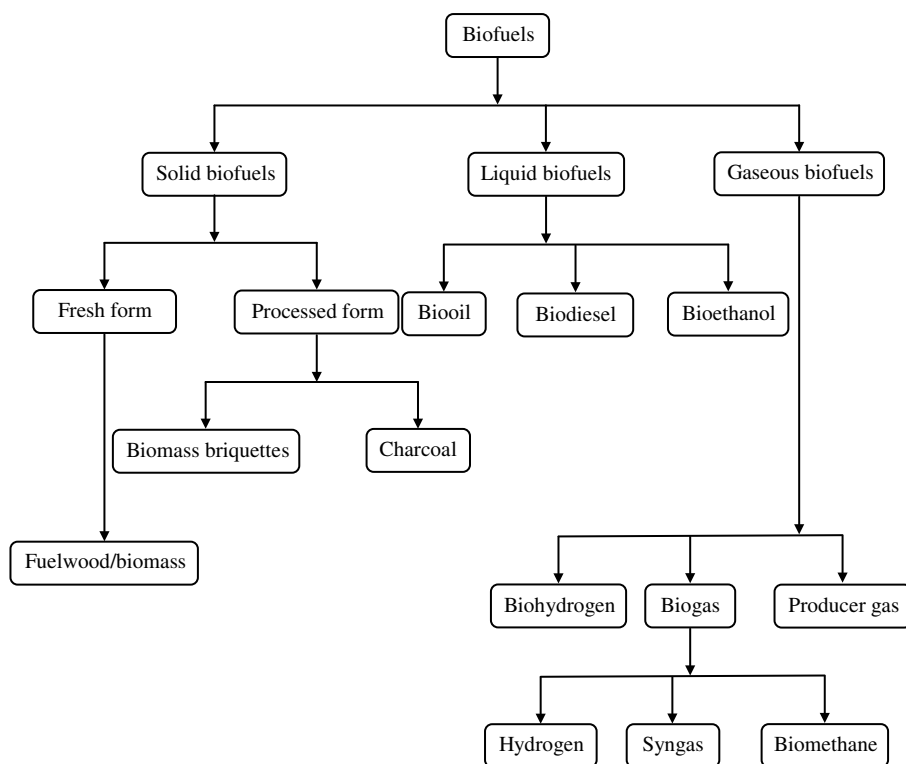 Biofuels
Solid biofuels
Liquid biofuels
Gaseous biofuels
Fresh form
Processed form
Biooil
Biodiesel
Bioethanol
Biomass briquettes
Charcoal
Fuelwood/biomass
Biohydrogen
Biogas
Producer gas
Hydrogen
Syngas
Biomethane